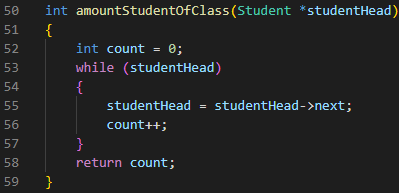 50 int amountStudentOfClass(Student *studentHead)
51 {
52     int count = 0;
53     while (studentHead)
54     {
55         studentHead = studentHead->next;
56         count++;
57     }
58     return count;
59 }